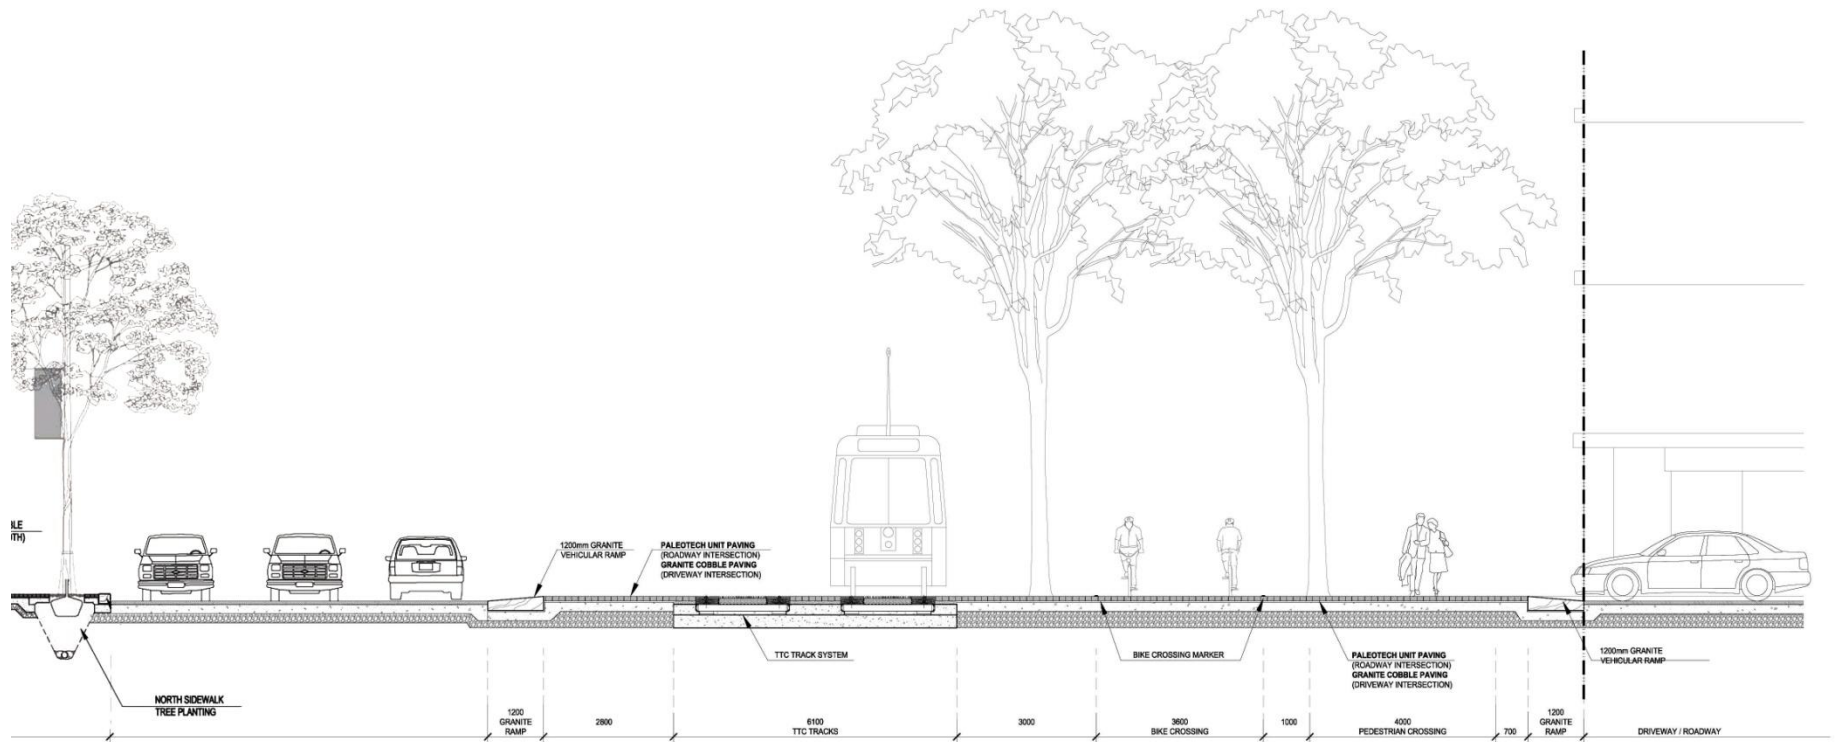 1200mm GRANITE
VEHICULAR RAMP
PALEOTECH UNIT PAVING
(ROADWAY INTERSECTION)
GRANITE COBBLE PAVING
(DRIVEWAY INTERSECTION)
TTC TRACK SYSTEM
BIKE CROSSING MARKER
PALEOTECH UNIT PAVING
(ROADWAY INTERSECTION)
GRANITE COBBLE PAVING
(DRIVEWAY INTERSECTION)
1200mm GRANITE
VEHICULAR RAMP
NORTH SIDEWALK
TREE PLANTING
1200
GRANITE
RAMP
2800
6100
TTC TRACKS
3000
3600
BIKE CROSSING
1000
4000
PEDESTRIAN CROSSING
700
1200
GRANITE
RAMP
DRIVEWAY / ROADWAY